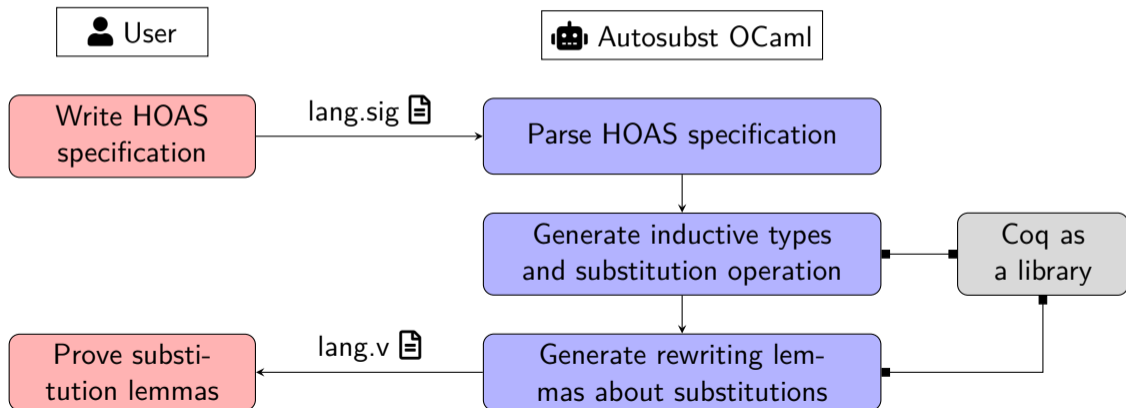 User
Autosubst OCaml
Write HOAS
specification
lang.sig
Parse HOAS specification
Generate inductive types
and substitution operation
Coq as
a library
Prove substi-
tution lemmas
lang.v
Generate rewriting lem-
mas about substitutions